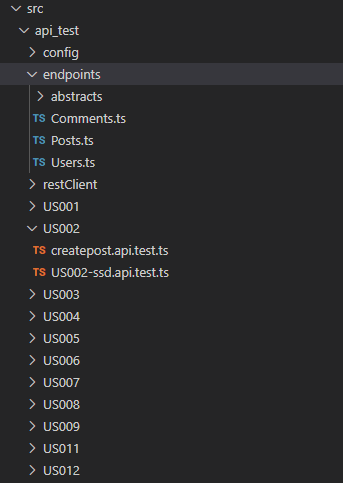 src
api_test
config
endpoints
abstracts
TS Comments.ts
TS Posts.ts
TS Users.ts
restClient
US001
US002
TS createpost.api.test.ts
TS US002-ssd.api.test.ts
US003
US004
US005
US006
US007
US008
US009
US011
US012